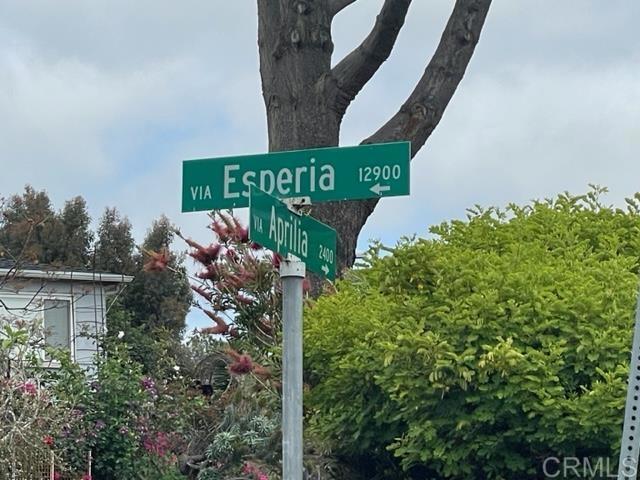 VIA Esperia 12900 ←
VIA Aprilia 2400 →
CRMLS